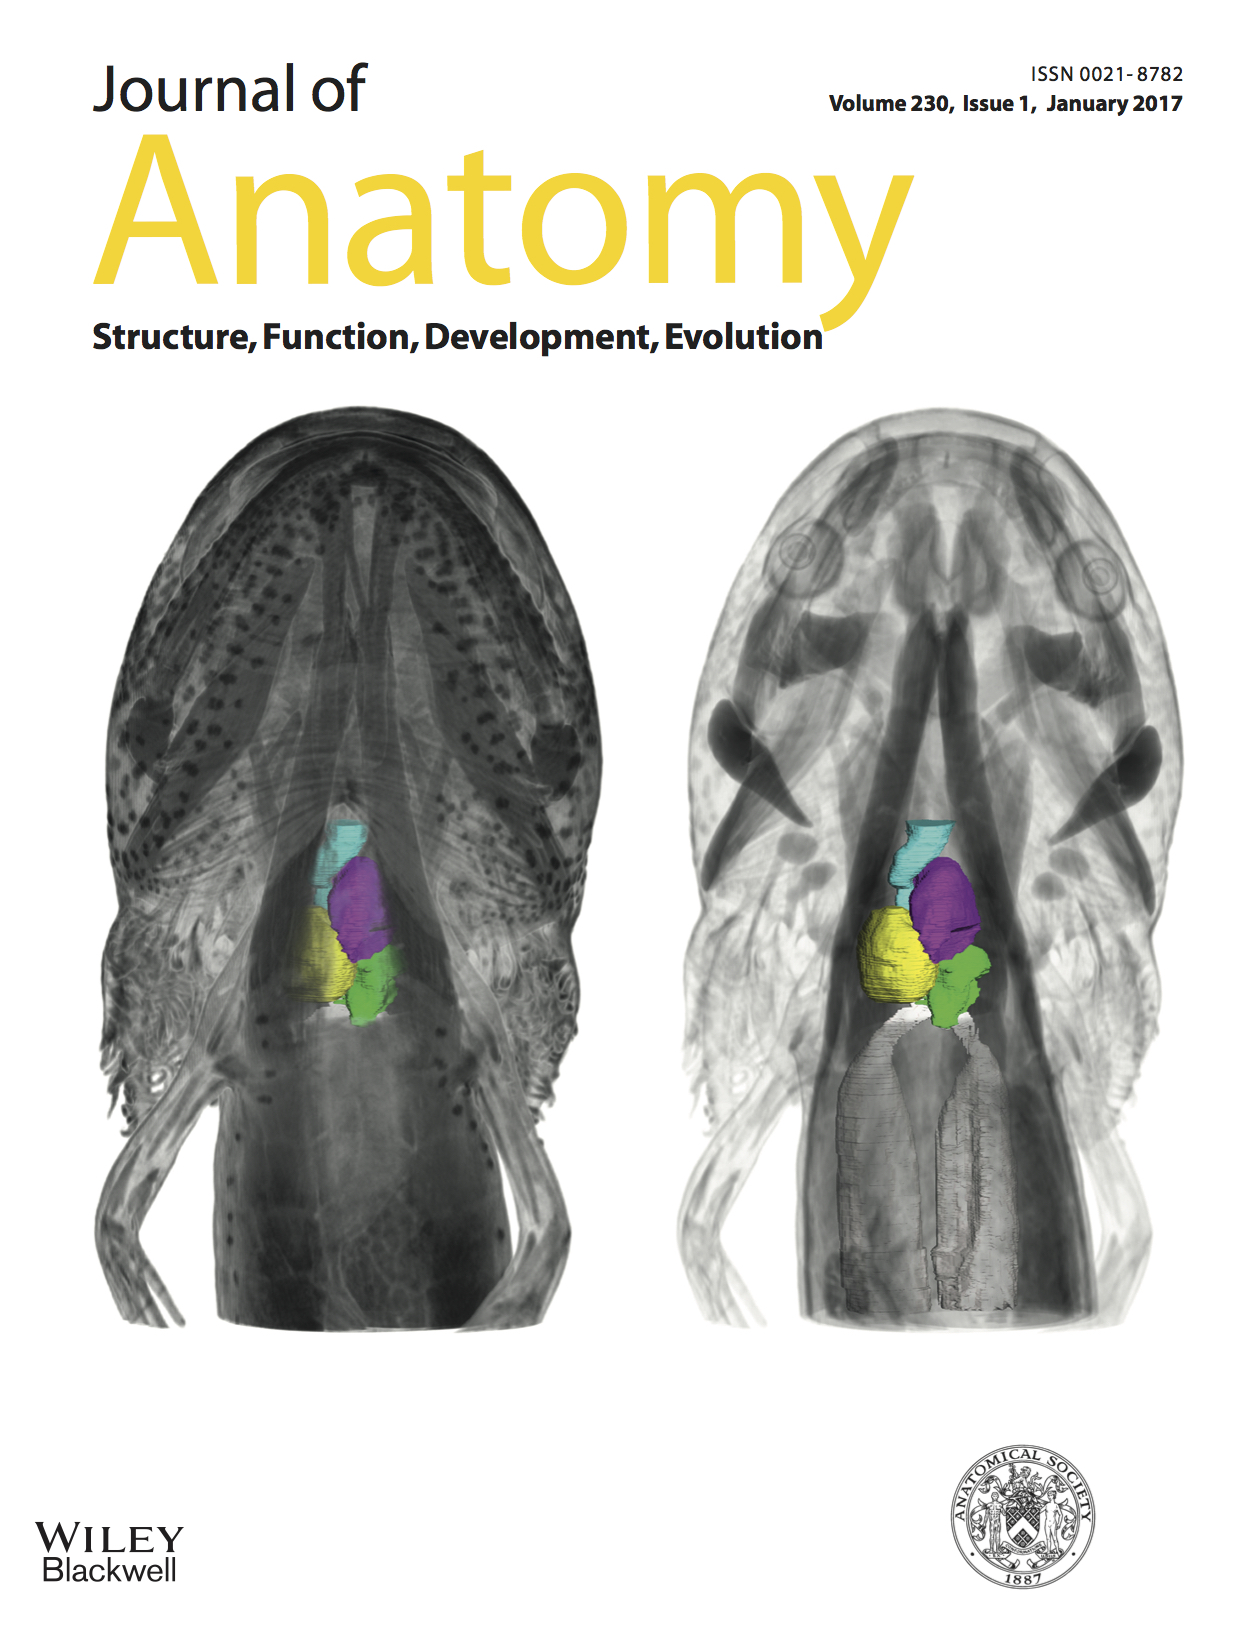 Journal of
ISSN 0021-8782
Volume 230, Issue 1, January 2017
Anatomy
Structure, Function, Development, Evolution
WILEY
Blackwell
ANATOMICAL SOCIETY
1887